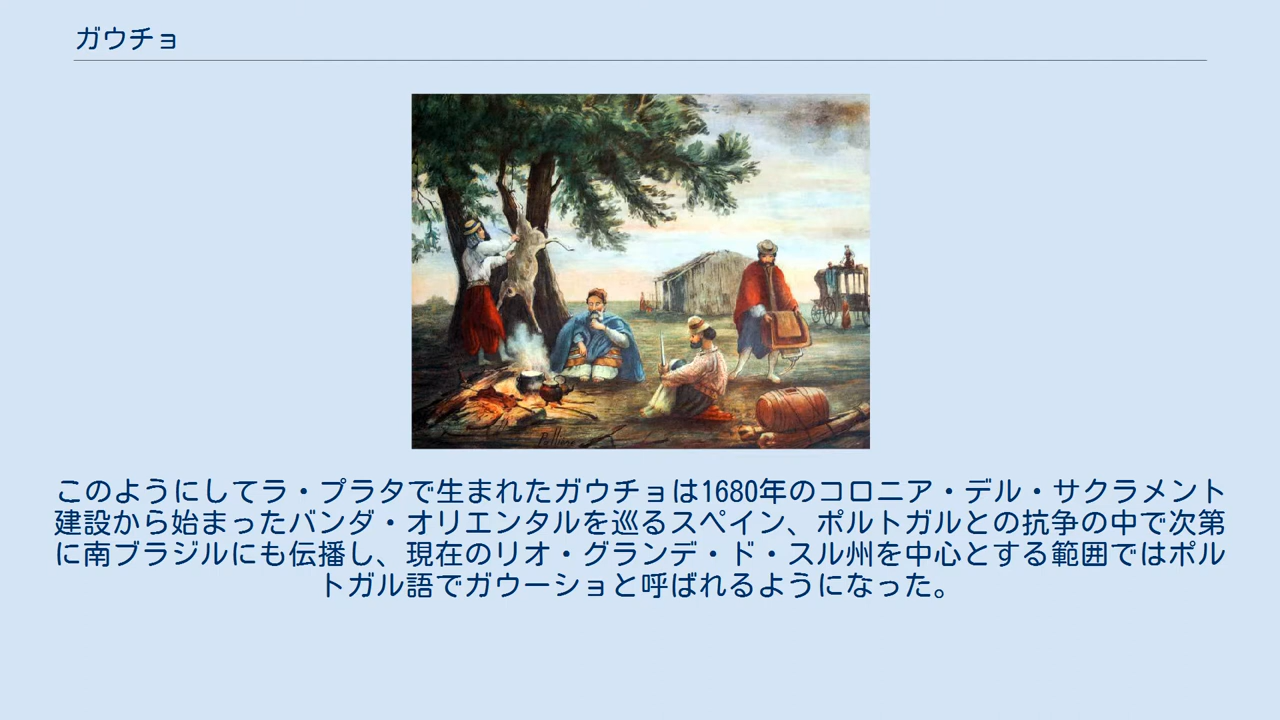 ガウチョ
このようにしてラ・プラタで生まれたガウチョは1680年のコロニア・デル・サクラメント
建設から始まったバンダ・オリエンタルを巡るスペイン、ポルトガルとの抗争の中で次第
に南ブラジルにも伝播し、現在のリオ・グランデ・ド・スル州を中心とする範囲ではポル
トガル語でガウーショと呼ばれるようになった。